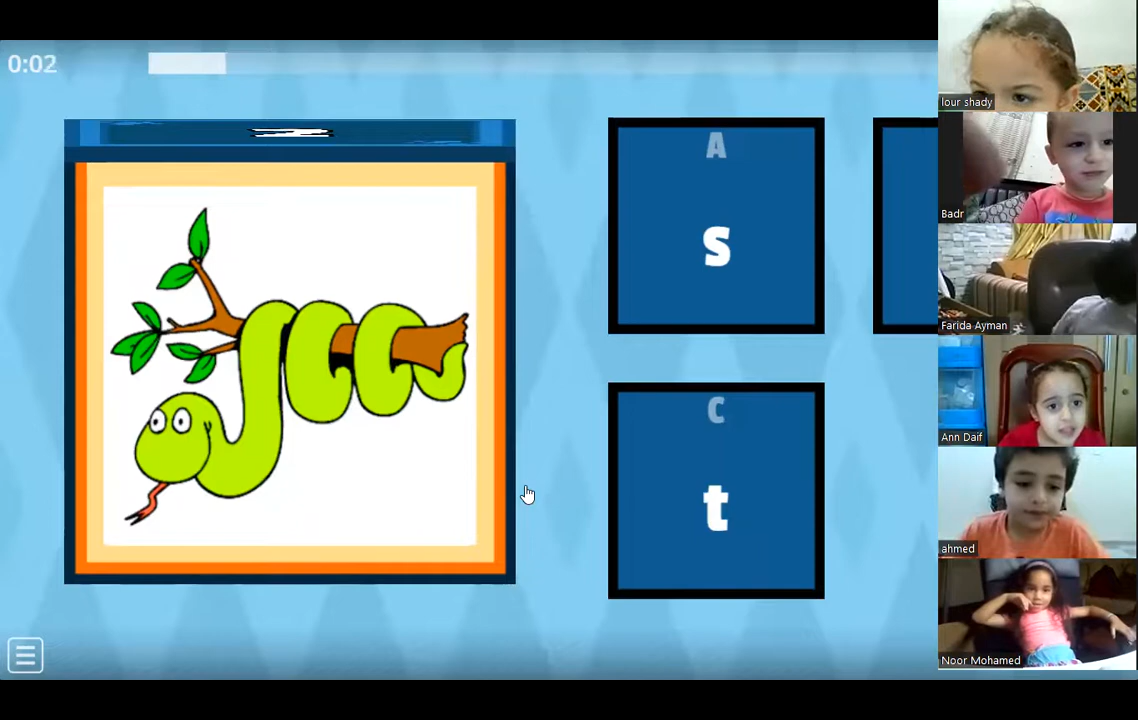 0:02
A
s
C
t
lour shady
Badr
Farida Ayman
Ann Daif
ahmed
Noor Mohamed